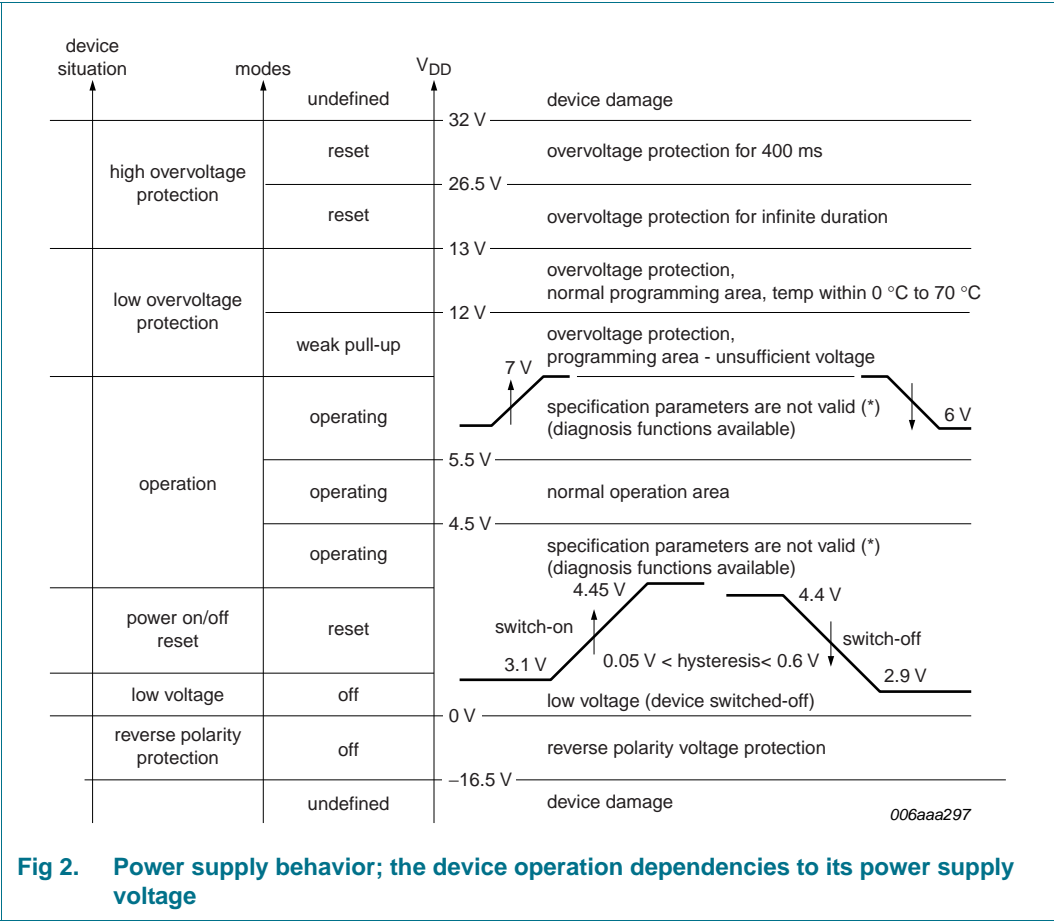 device
situation
modes
VDD
undefined
device damage
32 V
reset
overvoltage protection for 400 ms
high overvoltage
protection
26.5 V
reset
overvoltage protection for infinite duration
13 V
overvoltage protection,
normal programming area, temp within 0 °C to 70 °C
low overvoltage
protection
12 V
weak pull-up
overvoltage protection,
programming area - unsufficient voltage
7 V
operating
specification parameters are not valid (*)
(diagnosis functions available)
6 V
5.5 V
operation
operating
normal operation area
4.5 V
operating
specification parameters are not valid (*)
(diagnosis functions available)
4.45 V
4.4 V
power on/off
reset
reset
switch-on
switch-off
3.1 V
0.05 V < hysteresis< 0.6 V
2.9 V
low voltage
off
low voltage (device switched-off)
0 V
reverse polarity
protection
off
reverse polarity voltage protection
−16.5 V
undefined
device damage
006aaa297
Fig 2. Power supply behavior; the device operation dependencies to its power supply
voltage